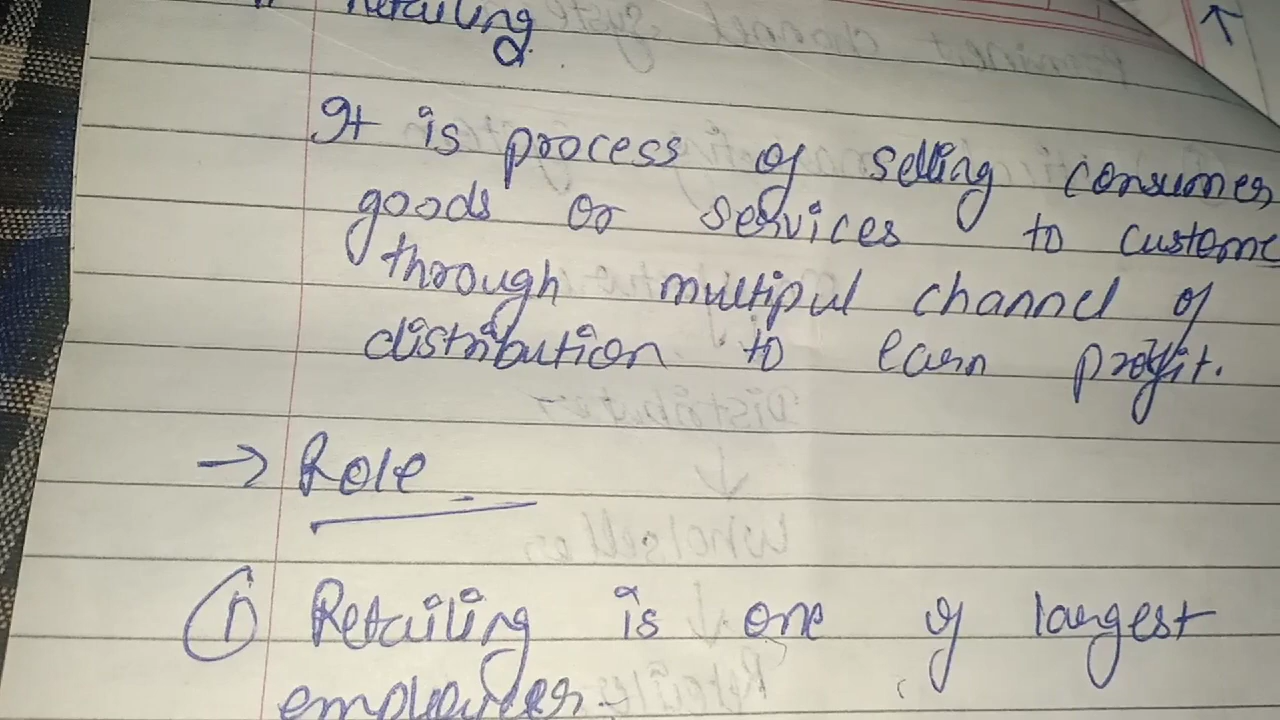 Retailing
It is process of selling consumer
goods or services to custome
through multipul channel of
distribution to earn profit.
→ Role
① Retailing is one of largest
employeer.